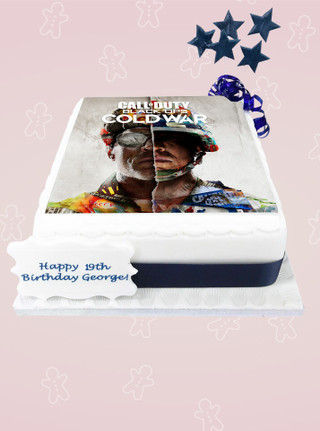 CALL OF DUTY
BLACK OPS
COLD WAR
Happy 19th
Birthday George!